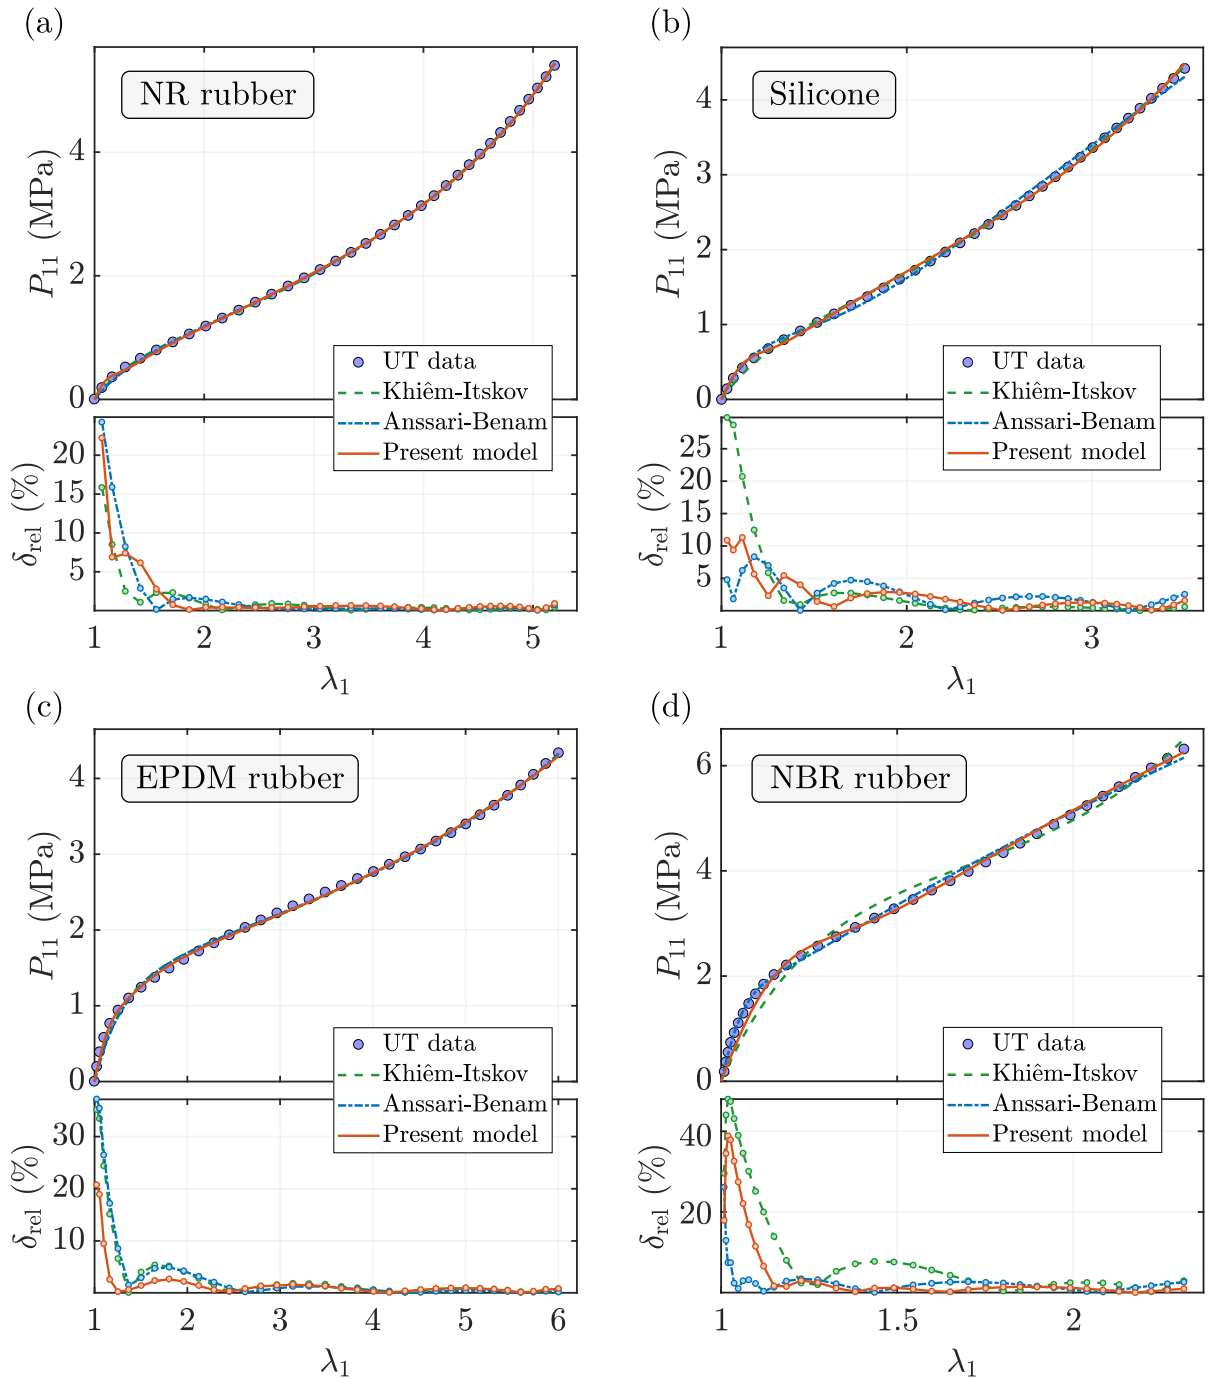 (a)
NR rubber
P11 (MPa)
4
2
0
UT data
Khiêm-Itskov
Anssari-Benam
Present model
δrel (%)
20
15
10
5
1 2 3 4 5
λ1
(b)
Silicone
P11 (MPa)
4
3
2
1
0
UT data
Khiêm-Itskov
Anssari-Benam
Present model
δrel (%)
25
20
15
10
5
1 2 3
λ1
(c)
EPDM rubber
P11 (MPa)
4
3
2
1
0
UT data
Khiêm-Itskov
Anssari-Benam
Present model
δrel (%)
30
20
10
1 2 3 4 5 6
λ1
(d)
NBR rubber
P11 (MPa)
6
4
2
0
UT data
Khiêm-Itskov
Anssari-Benam
Present model
δrel (%)
40
20
1 1.5 2
λ1